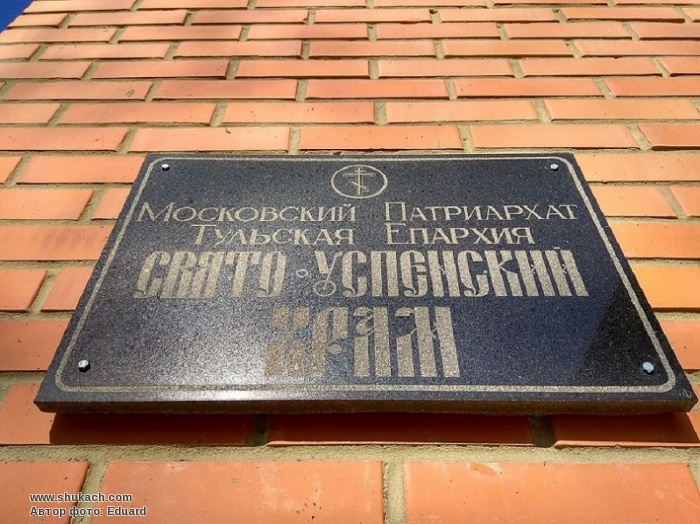 Московский Патриархат
Тульская Епархия
Свято-Успенский
Храм
www.shukach.com
Автор фото: Eduard